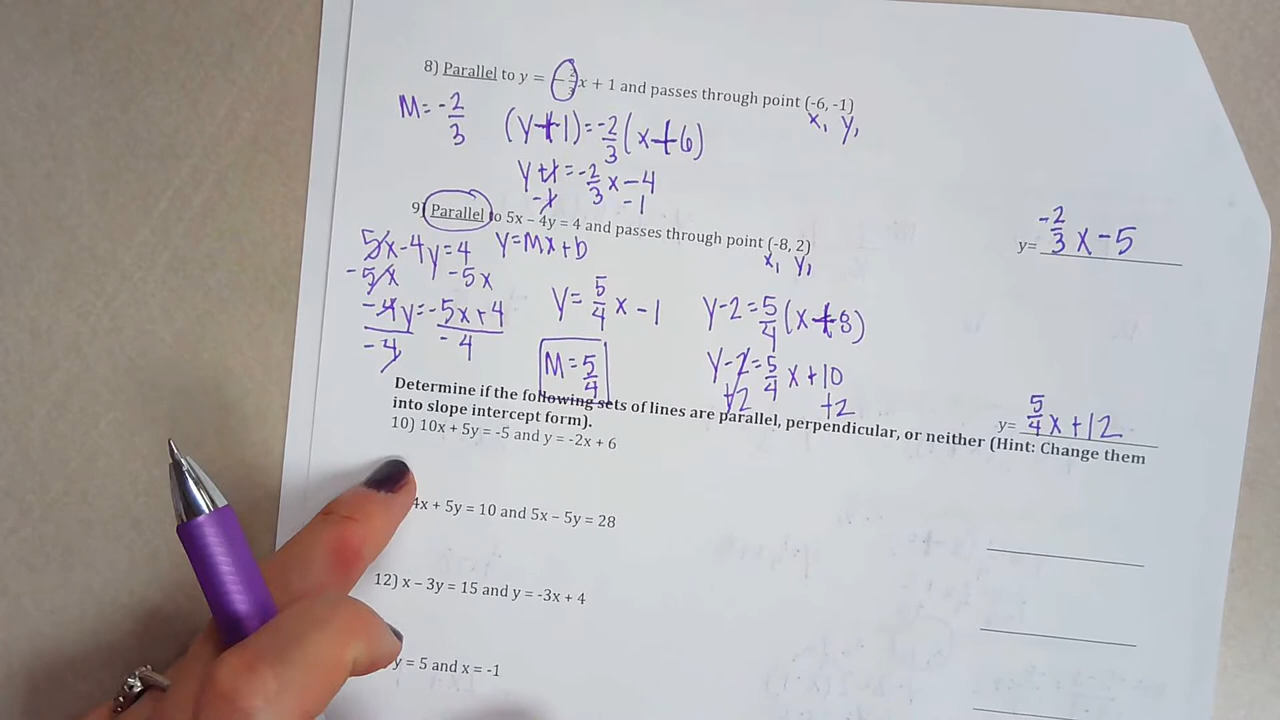 8) Parallel to y = -2/3x + 1 and passes through point (-6, -1)
x₁ y₁
M = -2/3 (y+1) = -2/3(x+6)
y+1 = -2/3x - 4
-1 -1
y= -2/3x - 5
9) Parallel to 5x – 4y = 4 and passes through point (-8, 2)
x₁ y₁
5x-4y=4 y=Mx+b
-5x -5x
-4y=-5x+4 y=5/4x-1 y-2=5/4(x+8)
-4 -4
M=5/4 y-2=5/4x+10
+2 +2
y= 5/4x+12
Determine if the following sets of lines are parallel, perpendicular, or neither (Hint: Change them
into slope intercept form).
10) 10x + 5y = -5 and y = -2x + 6
4x + 5y = 10 and 5x – 5y = 28
12) x – 3y = 15 and y = -3x + 4
y = 5 and x = -1